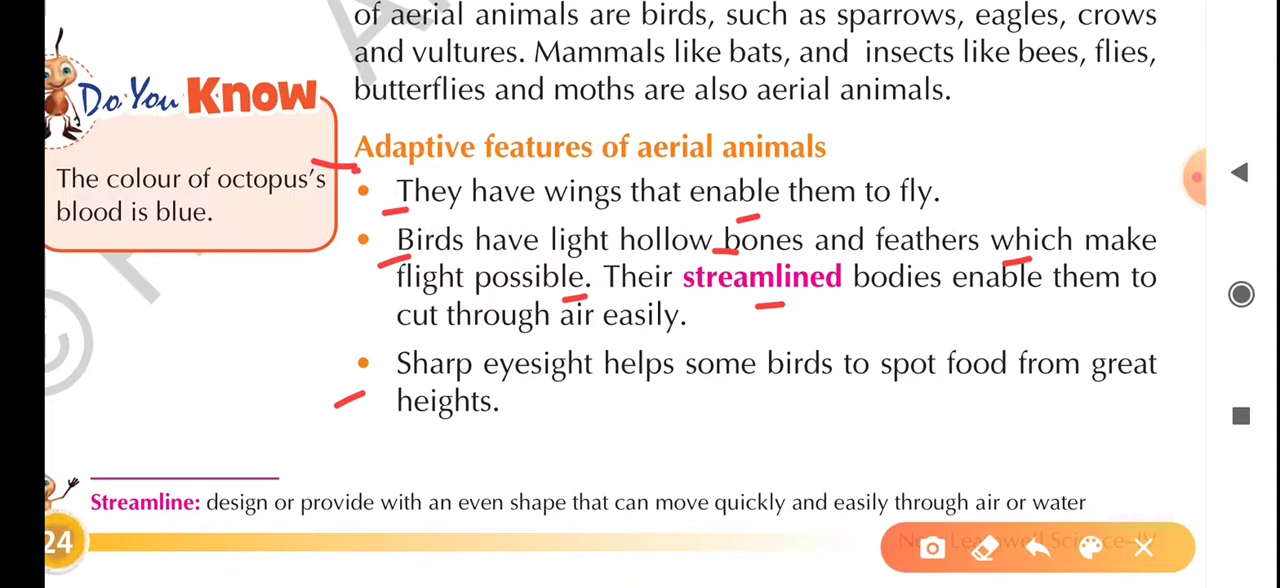 of aerial animals are birds, such as sparrows, eagles, crows
and vultures. Mammals like bats, and insects like bees, flies,
butterflies and moths are also aerial animals.
Do You Know
The colour of octopus's
blood is blue.
Adaptive features of aerial animals
• They have wings that enable them to fly.
• Birds have light hollow bones and feathers which make
flight possible. Their streamlined bodies enable them to
cut through air easily.
• Sharp eyesight helps some birds to spot food from great
heights.
Streamline: design or provide with an even shape that can move quickly and easily through air or water
24